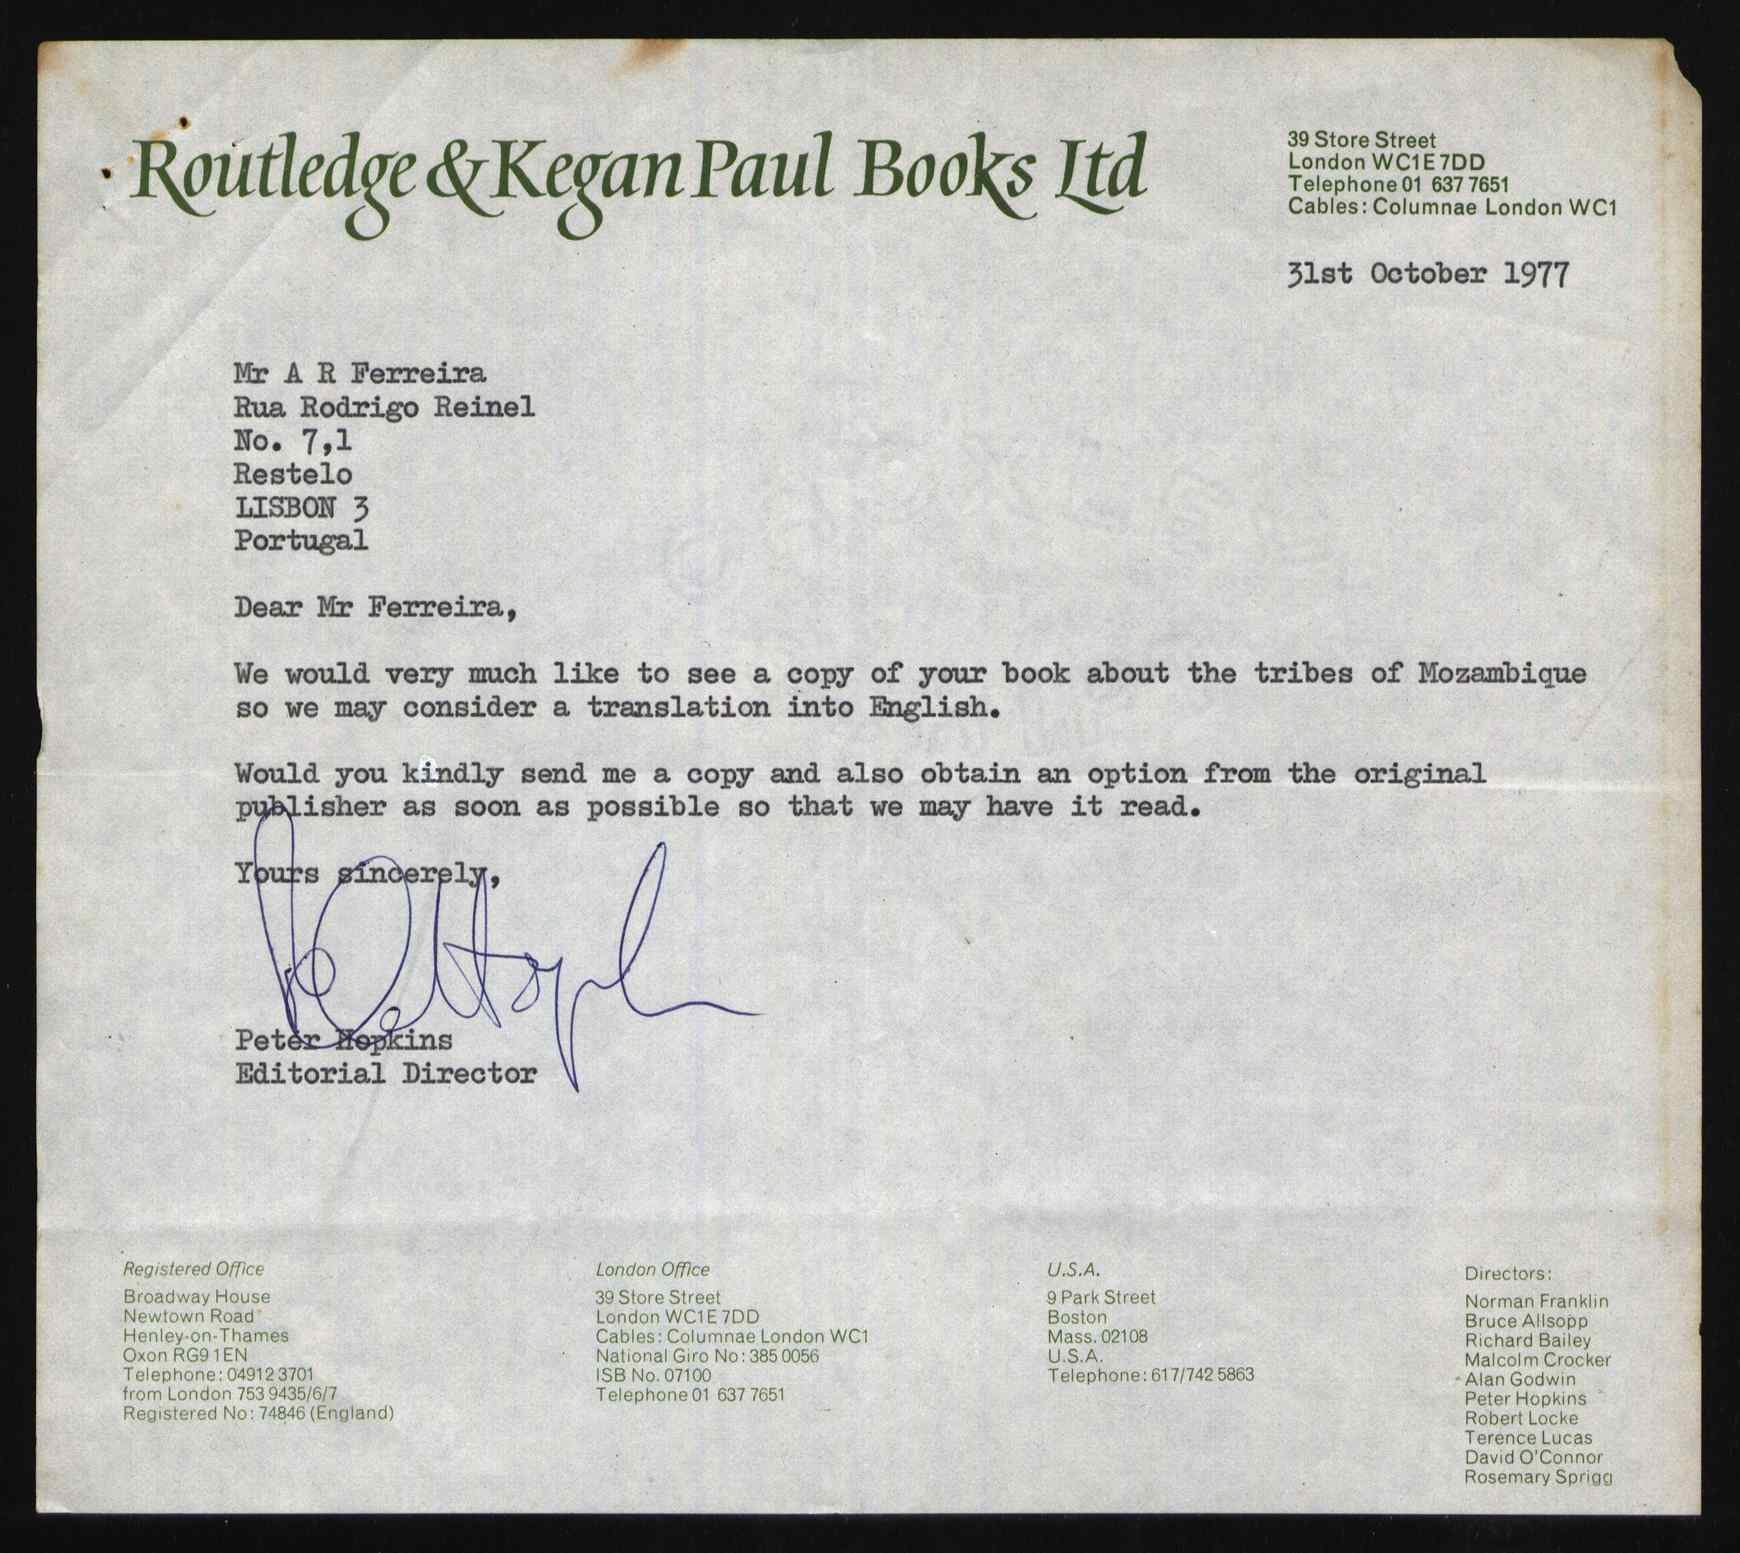 Routledge & Kegan Paul Books Ltd
39 Store Street
London WC1E 7DD
Telephone 01 637 7651
Cables: Columnae London WC1
31st October 1977
Mr A R Ferreira
Rua Rodrigo Reinel
No. 7,1
Restelo
LISBON 3
Portugal
Dear Mr Ferreira,
We would very much like to see a copy of your book about the tribes of Mozambique
so we may consider a translation into English.
Would you kindly send me a copy and also obtain an option from the original
publisher as soon as possible so that we may have it read.
Yours sincerely,
Peter Hopkins
Editorial Director
Registered Office
Broadway House
Newtown Road
Henley-on-Thames
Oxon RG9 1EN
Telephone: 04912 3701
from London 753 9435/6/7
Registered No: 74846 (England)
London Office
39 Store Street
London WC1E 7DD
Cables: Columnae London WC1
National Giro No: 385 0056
ISB No. 07100
Telephone 01 637 7651
U.S.A.
9 Park Street
Boston
Mass. 02108
U.S.A.
Telephone: 617/742 5863
Directors:
Norman Franklin
Bruce Allsopp
Richard Bailey
Malcolm Crocker
Alan Godwin
Peter Hopkins
Robert Locke
Terence Lucas
David O'Connor
Rosemary Sprigg